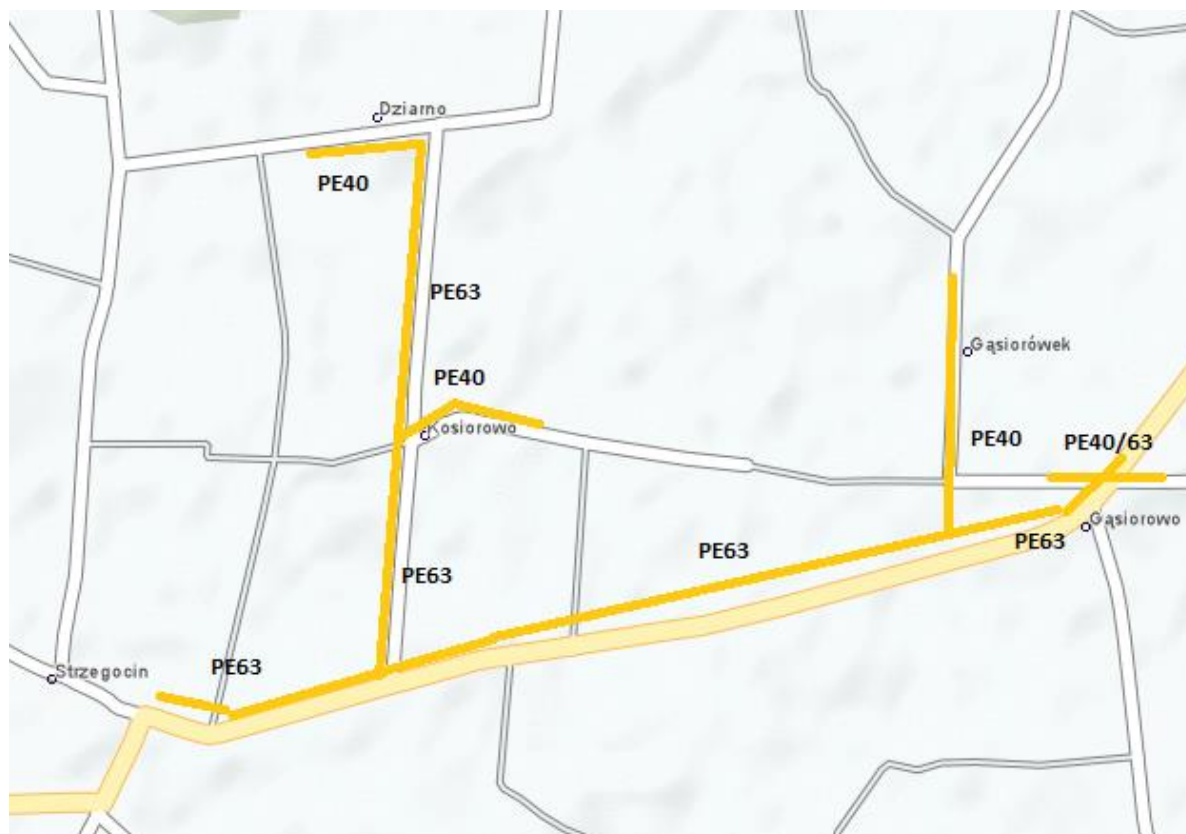 Dziarno
PE40
PE63
Gąsiorówek
PE40
Kosiorowo
PE40
PE40/63
Gąsiorowo
PE63
PE63
PE63
PE63
Strzegocin